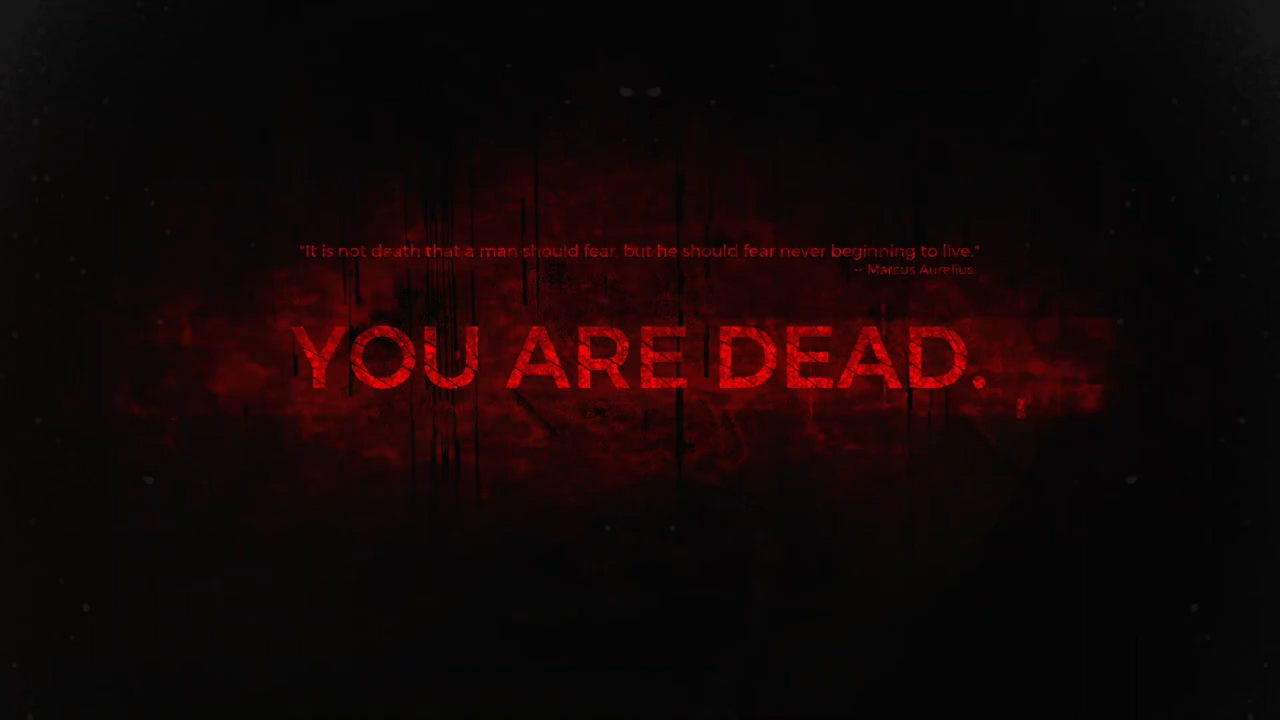 "It is not death that a man should fear, but he should fear never beginning to live."
-- Marcus Aurelius
YOU ARE DEAD.